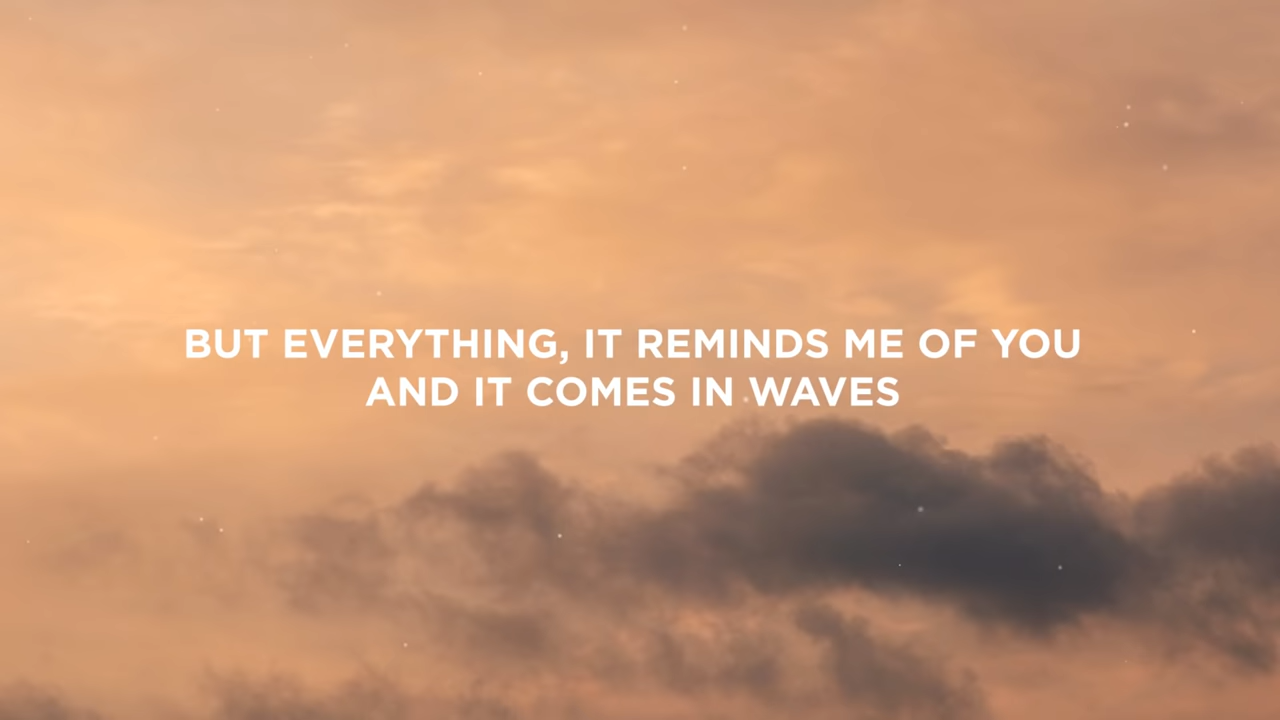 BUT EVERYTHING, IT REMINDS ME OF YOU
AND IT COMES IN WAVES